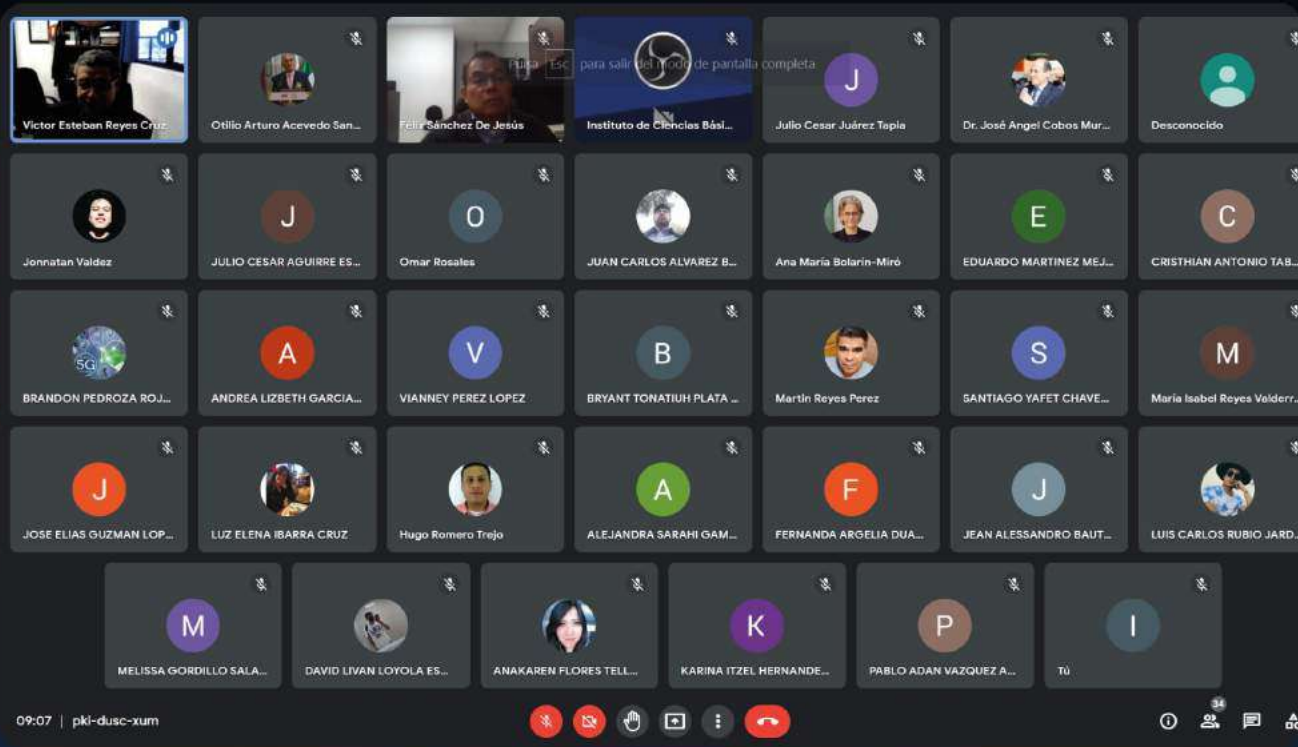 Pulsa Esc para salir del modo de pantalla completa
J
Victor Esteban Reyes Cruz
Otilio Arturo Acevedo San...
Félix Sánchez De Jesús
Instituto de Ciencias Bási...
Julio Cesar Juárez Tapia
Dr. José Angel Cobos Mur...
Desconocido
J
O
E
C
Jonnatan Valdez
JULIO CESAR AGUIRRE ES...
Omar Rosales
JUAN CARLOS ALVAREZ B...
Ana María Bolarín-Miró
EDUARDO MARTINEZ MEJ...
CRISTHIAN ANTONIO TAB...
5G
A
V
B
S
M
BRANDON PEDROZA ROJ...
ANDREA LIZBETH GARCIA...
VIANNEY PEREZ LOPEZ
BRYANT TONATIUH PLATA ...
Martin Reyes Perez
SANTIAGO YAFET CHAVE...
Maria Isabel Reyes Valderr...
J
A
F
J
JOSE ELIAS GUZMAN LOP...
LUZ ELENA IBARRA CRUZ
Hugo Romero Trejo
ALEJANDRA SARAHI GAM...
FERNANDA ARGELIA DUA...
JEAN ALESSANDRO BAUT...
LUIS CARLOS RUBIO JARD...
M
K
P
I
MELISSA GORDILLO SALA...
DAVID LIVAN LOYOLA ES...
ANAKAREN FLORES TELL...
KARINA ITZEL HERNANDE...
PABLO ADAN VAZQUEZ A...
Tú
09:07 | pki-dusc-xum
34